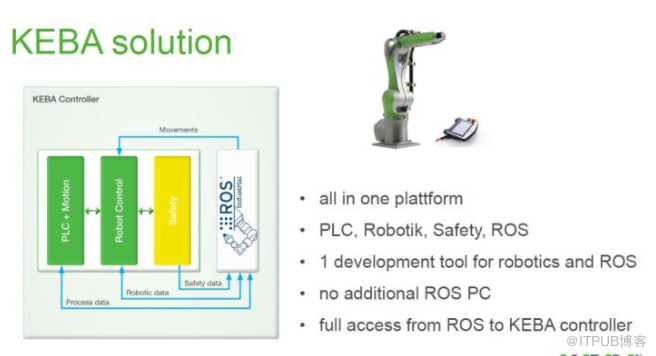 KEBA solution
KEBA Controller
Movements
PLC + Motion
Robot Control
Safety
ROS
Industrial
Safety data
Robotic data
Process data
• all in one plattform
• PLC, Robotik, Safety, ROS
• 1 development tool for robotics and ROS
• no additional ROS PC
• full access from ROS to KEBA controller
@ITPUB博客